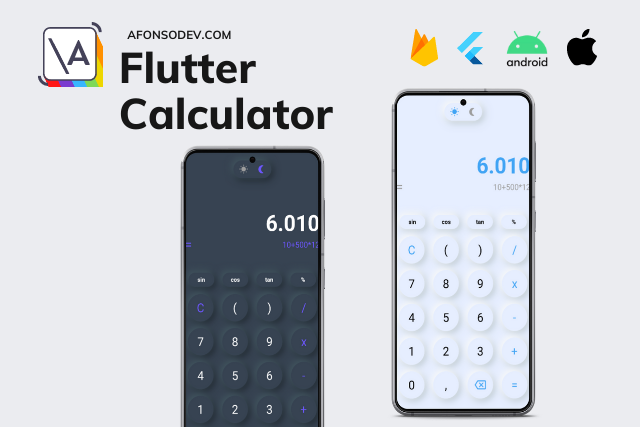 \A
AFONSODEV.COM
Flutter
Calculator
android
6.010
=
10+500*12
sin cos tan %
C ( ) /
7 8 9 x
4 5 6 -
1 2 3 +
6.010
=
10+500*12
sin cos tan %
C ( ) /
7 8 9 x
4 5 6 -
1 2 3 +
0 , =